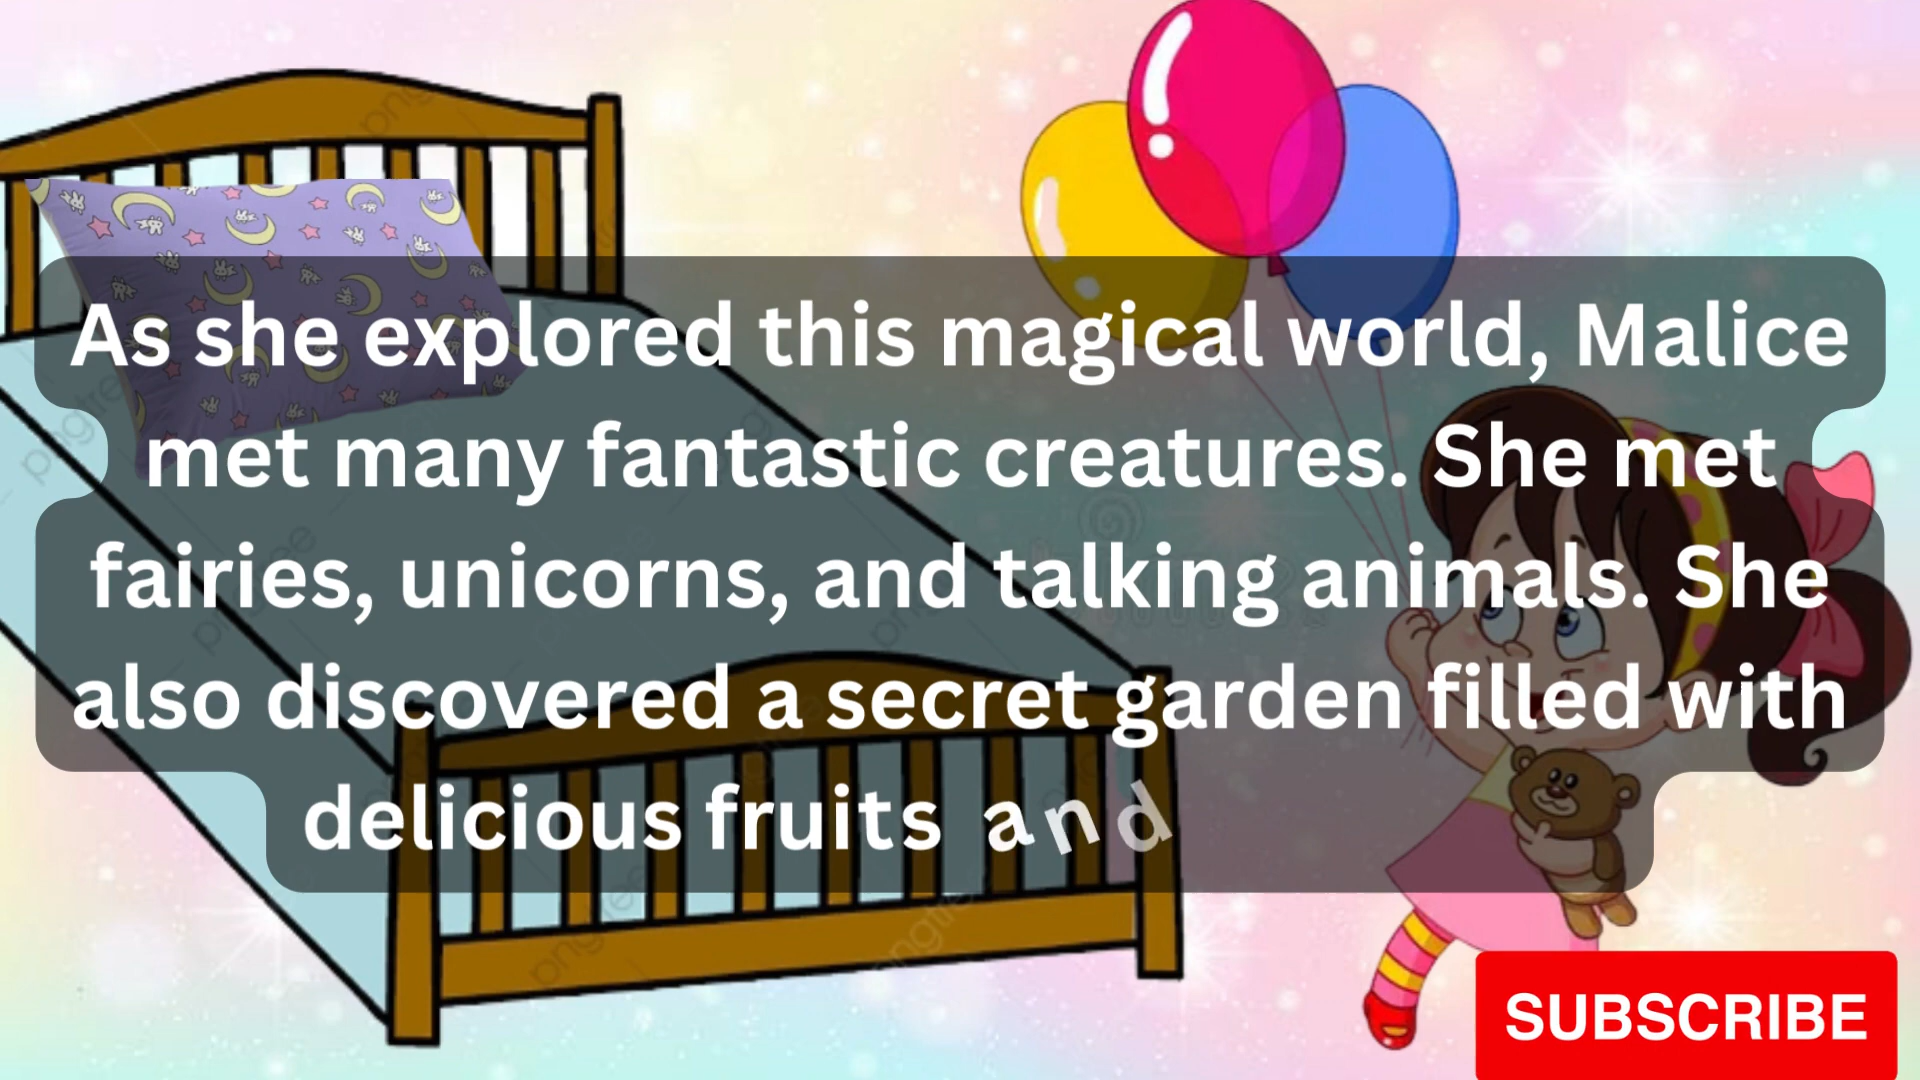 As she explored this magical world, Malice
met many fantastic creatures. She met
fairies, unicorns, and talking animals. She
also discovered a secret garden filled with
delicious fruits and
SUBSCRIBE